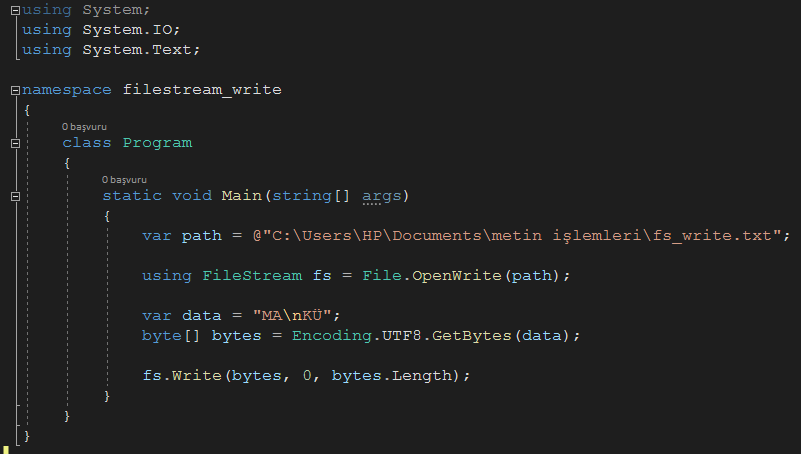 using System;
using System.IO;
using System.Text;
namespace filestream_write
{
0 başvuru
class Program
{
0 başvuru
static void Main(string[] args)
{
var path = @"C:\Users\HP\Documents\metin işlemleri\fs_write.txt";
using FileStream fs = File.OpenWrite(path);
var data = "MA\nKÜ";
byte[] bytes = Encoding.UTF8.GetBytes(data);
fs.Write(bytes, 0, bytes.Length);
}
}
}